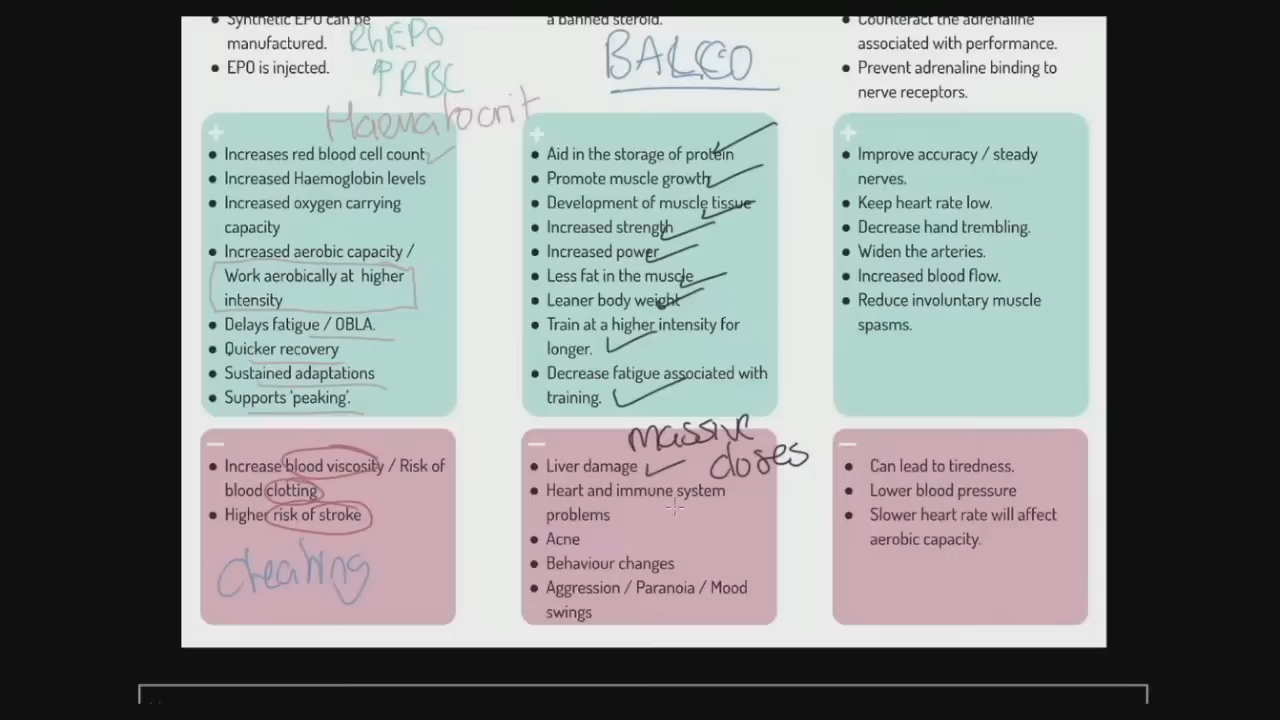 • Synthetic EPO can be
manufactured.
• EPO is injected.
RhEPO
↑RBC
Haematocrit
+
• Increases red blood cell count
• Increased Haemoglobin levels
• Increased oxygen carrying
capacity
• Increased aerobic capacity /
Work aerobically at higher
intensity
• Delays fatigue / OBLA.
• Quicker recovery
• Sustained adaptations
• Supports 'peaking'.
−
• Increase blood viscosity / Risk of
blood clotting
• Higher risk of stroke
cheating
a banned steroid.
BALCO
+
• Aid in the storage of protein
• Promote muscle growth
• Development of muscle tissue
• Increased strength
• Increased power
• Less fat in the muscle
• Leaner body weight
• Train at a higher intensity for
longer.
• Decrease fatigue associated with
training.
massive
doses
−
• Liver damage
• Heart and immune system
problems
• Acne
• Behaviour changes
• Aggression / Paranoia / Mood
swings
• Counteract the adrenaline
associated with performance.
• Prevent adrenaline binding to
nerve receptors.
+
• Improve accuracy / steady
nerves.
• Keep heart rate low.
• Decrease hand trembling.
• Widen the arteries.
• Increased blood flow.
• Reduce involuntary muscle
spasms.
−
• Can lead to tiredness.
• Lower blood pressure
• Slower heart rate will affect
aerobic capacity.